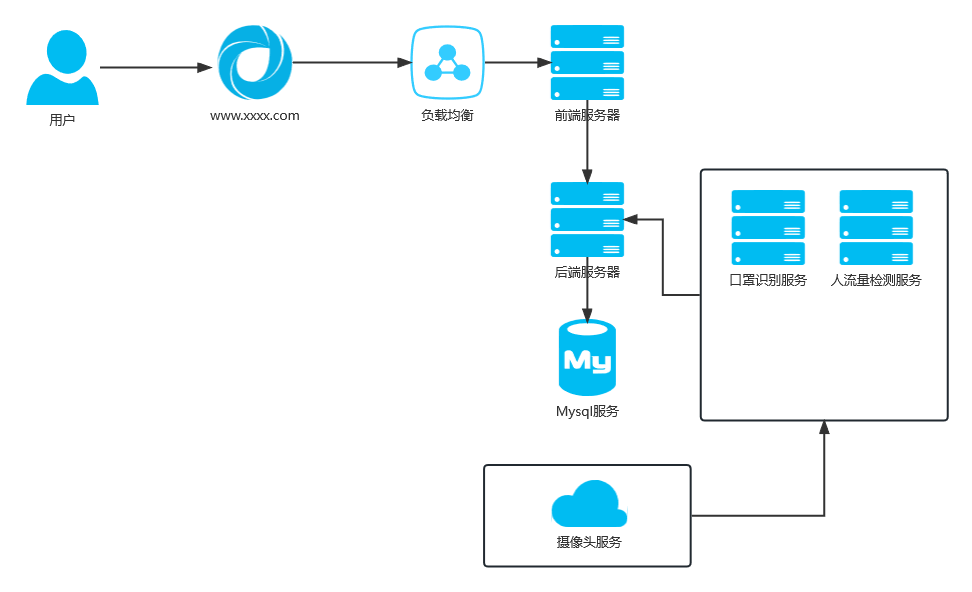 用户
www.xxxx.com
负载均衡
前端服务器
后端服务器
口罩识别服务
人流量检测服务
My
Mysql服务
摄像头服务